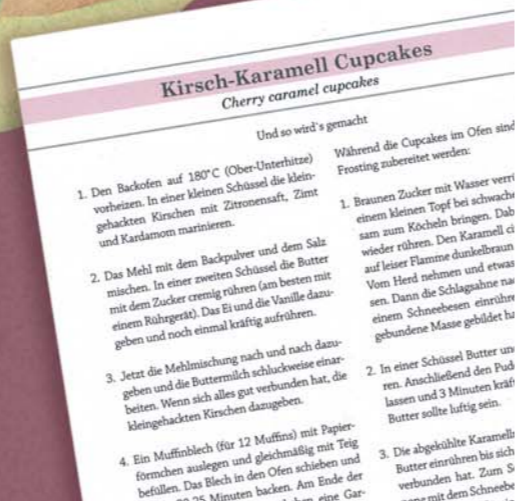 Kirsch-Karamell Cupcakes
Cherry caramel cupcakes
Und so wird's gemacht
1. Den Backofen auf 180°C (Ober-Unterhitze)
vorheizen. In einer kleinen Schüssel die klein-
gehackten Kirschen mit Zitronensaft, Zimt
und Kardamom marinieren.
2. Das Mehl mit dem Backpulver und dem Salz
mischen. In einer zweiten Schüssel die Butter
mit dem Zucker cremig rühren (am besten mit
einem Rührgerät). Das Ei und die Vanille dazu-
geben und noch einmal kräftig aufrühren.
3. Jetzt die Mehlmischung nach und nach dazu-
geben und die Buttermilch schluckweise einar-
beiten. Wenn sich alles gut verbunden hat, die
kleingehackten Kirschen dazugeben.
4. Ein Muffinblech (für 12 Muffins) mit Papier-
förmchen auslegen und gleichmäßig mit Teig
befüllen. Das Blech in den Ofen schieben und
Minuten backen. Am Ende der
eine Gar-
Während die Cupcakes im Ofen sind
Frosting zubereitet werden:
1. Braunen Zucker mit Wasser verri
einem kleinen Topf bei schwache
sam zum Köcheln bringen. Dab
wieder rühren. Den Karamell ci
auf leiser Flamme dunkelbraun
Vom Herd nehmen und etwas
sen. Dann die Schlagsahne nac
einem Schneebesen einrühre
gebundene Masse gebildet ha
2. In einer Schüssel Butter un
ren. Anschließend den Pud
lassen und 3 Minuten kräf
Butter sollte luftig sein.
3. Die abgekühlte Karamell
Butter einrühren bis sich
verbunden hat. Zum S
mit dem Schneebe